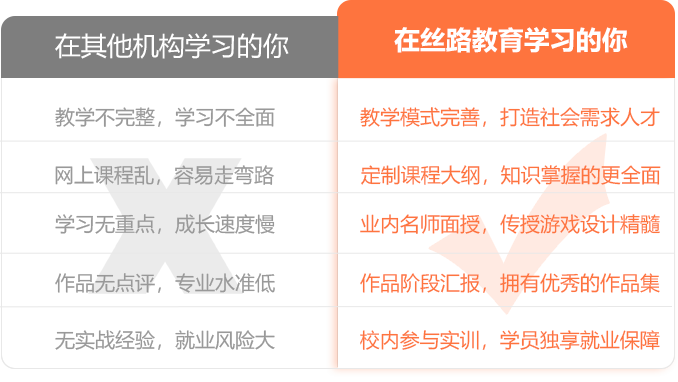 在其他机构学习的你
在丝路教育学习的你
教学不完整，学习不全面
教学模式完善，打造社会需求人才
网上课程乱，容易走弯路
定制课程大纲，知识掌握的更全面
学习无重点，成长速度慢
业内名师面授，传授游戏设计精髓
作品无点评，专业水准低
作品阶段汇报，拥有优秀的作品集
无实战经验，就业风险大
校内参与实训，学员独享就业保障